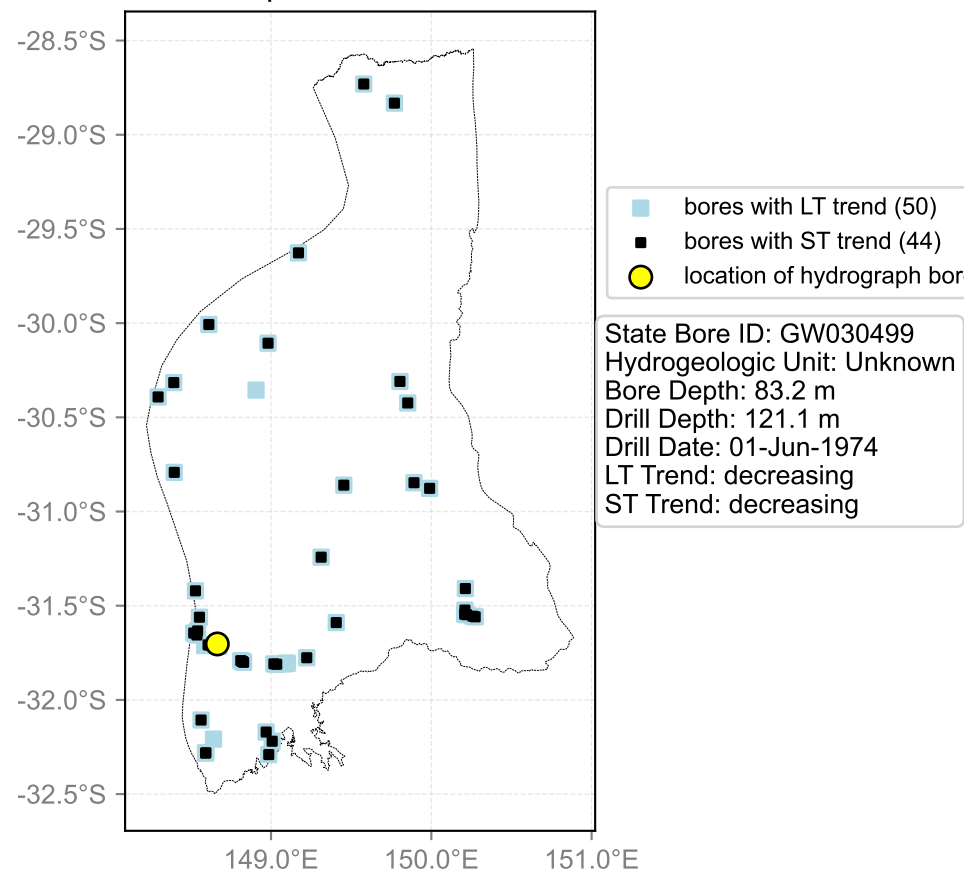 -28.5°S
-29.0°S
-29.5°S
-30.0°S
-30.5°S
-31.0°S
-31.5°S
-32.0°S
-32.5°S
149.0°E 150.0°E 151.0°E
bores with LT trend (50)
bores with ST trend (44)
location of hydrograph bor
State Bore ID: GW030499
Hydrogeologic Unit: Unknown
Bore Depth: 83.2 m
Drill Depth: 121.1 m
Drill Date: 01-Jun-1974
LT Trend: decreasing
ST Trend: decreasing